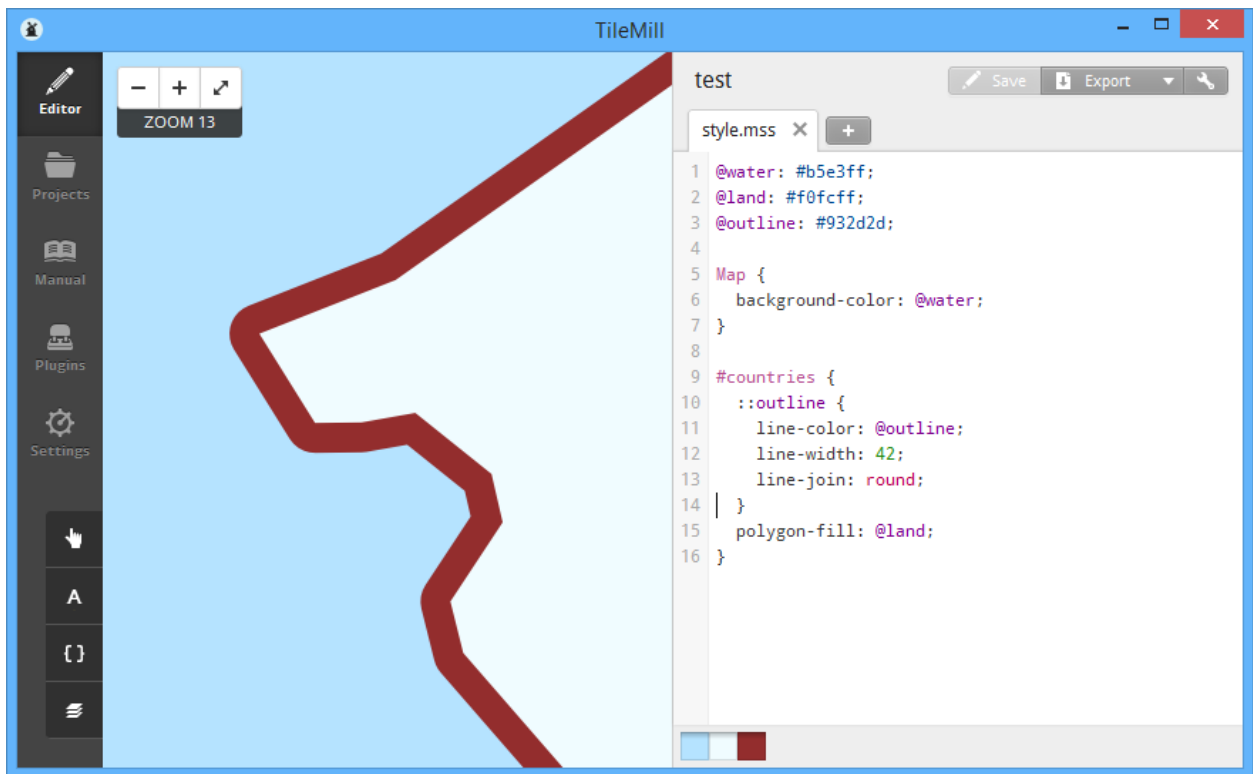 TileMill
Editor
Projects
Manual
Plugins
Settings
A
{ }
− + 
ZOOM 13
test
Save
Export
style.mss ×
+
1 @water: #b5e3ff;
2 @land: #f0fcff;
3 @outline: #932d2d;
4
5 Map {
6   background-color: @water;
7 }
8
9 #countries {
10   ::outline {
11     line-color: @outline;
12     line-width: 42;
13     line-join: round;
14   }
15   polygon-fill: @land;
16 }